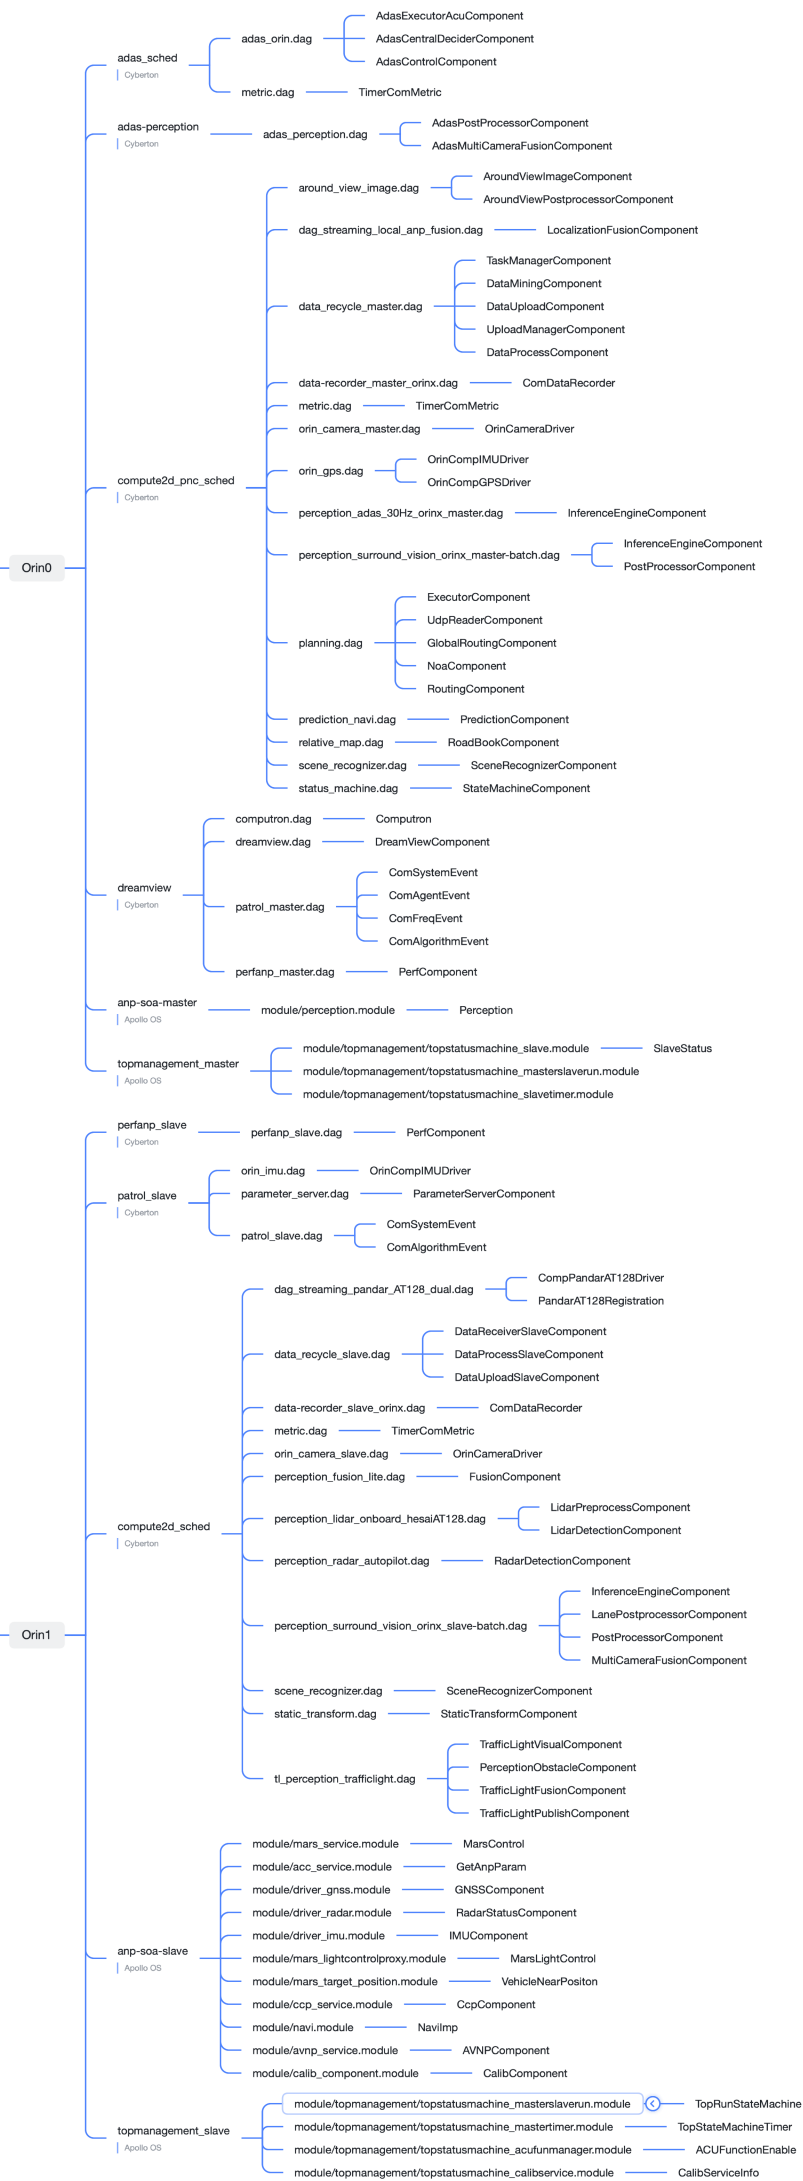 Orin0
adas_sched
Cyberton
adas_orin.dag
AdasExecutorAcuComponent
AdasCentralDeciderComponent
AdasControlComponent
metric.dag
TimerComMetric
adas-perception
Cyberton
adas_perception.dag
AdasPostProcessorComponent
AdasMultiCameraFusionComponent
compute2d_pnc_sched
Cyberton
around_view_image.dag
AroundViewImageComponent
AroundViewPostprocessorComponent
dag_streaming_local_anp_fusion.dag
LocalizationFusionComponent
data_recycle_master.dag
TaskManagerComponent
DataMiningComponent
DataUploadComponent
UploadManagerComponent
DataProcessComponent
data-recorder_master_orinx.dag
ComDataRecorder
metric.dag
TimerComMetric
orin_camera_master.dag
OrinCameraDriver
orin_gps.dag
OrinCompIMUDriver
OrinCompGPSDriver
perception_adas_30Hz_orinx_master.dag
InferenceEngineComponent
perception_surround_vision_orinx_master-batch.dag
InferenceEngineComponent
PostProcessorComponent
planning.dag
ExecutorComponent
UdpReaderComponent
GlobalRoutingComponent
NoaComponent
RoutingComponent
prediction_navi.dag
PredictionComponent
relative_map.dag
RoadBookComponent
scene_recognizer.dag
SceneRecognizerComponent
status_machine.dag
StateMachineComponent
dreamview
Cyberton
computron.dag
Computron
dreamview.dag
DreamViewComponent
patrol_master.dag
ComSystemEvent
ComAgentEvent
ComFreqEvent
ComAlgorithmEvent
perfanp_master.dag
PerfComponent
anp-soa-master
Apollo OS
module/perception.module
Perception
topmanagement_master
Apollo OS
module/topmanagement/topstatusmachine_slave.module
SlaveStatus
module/topmanagement/topstatusmachine_masterslaverun.module
module/topmanagement/topstatusmachine_slavetimer.module
Orin1
perfanp_slave
Cyberton
perfanp_slave.dag
PerfComponent
patrol_slave
Cyberton
orin_imu.dag
OrinCompIMUDriver
parameter_server.dag
ParameterServerComponent
patrol_slave.dag
ComSystemEvent
ComAlgorithmEvent
compute2d_sched
Cyberton
dag_streaming_pandar_AT128_dual.dag
CompPandarAT128Driver
PandarAT128Registration
data_recycle_slave.dag
DataReceiverSlaveComponent
DataProcessSlaveComponent
DataUploadSlaveComponent
data-recorder_slave_orinx.dag
ComDataRecorder
metric.dag
TimerComMetric
orin_camera_slave.dag
OrinCameraDriver
perception_fusion_lite.dag
FusionComponent
perception_lidar_onboard_hesaiAT128.dag
LidarPreprocessComponent
LidarDetectionComponent
perception_radar_autopilot.dag
RadarDetectionComponent
perception_surround_vision_orinx_slave-batch.dag
InferenceEngineComponent
LanePostprocessorComponent
PostProcessorComponent
MultiCameraFusionComponent
scene_recognizer.dag
SceneRecognizerComponent
static_transform.dag
StaticTransformComponent
tl_perception_trafficlight.dag
TrafficLightVisualComponent
PerceptionObstacleComponent
TrafficLightFusionComponent
TrafficLightPublishComponent
anp-soa-slave
Apollo OS
module/mars_service.module
MarsControl
module/acc_service.module
GetAnpParam
module/driver_gnss.module
GNSSComponent
module/driver_radar.module
RadarStatusComponent
module/driver_imu.module
IMUComponent
module/mars_lightcontrolproxy.module
MarsLightControl
module/mars_target_position.module
VehicleNearPositon
module/ccp_service.module
CcpComponent
module/navi.module
NaviImp
module/avnp_service.module
AVNPComponent
module/calib_component.module
CalibComponent
topmanagement_slave
Apollo OS
module/topmanagement/topstatusmachine_masterslaverun.module
TopRunStateMachine
module/topmanagement/topstatusmachine_mastertimer.module
TopStateMachineTimer
module/topmanagement/topstatusmachine_acufunmanager.module
ACUFunctionEnable
module/topmanagement/topstatusmachine_calibservice.module
CalibServiceInfo